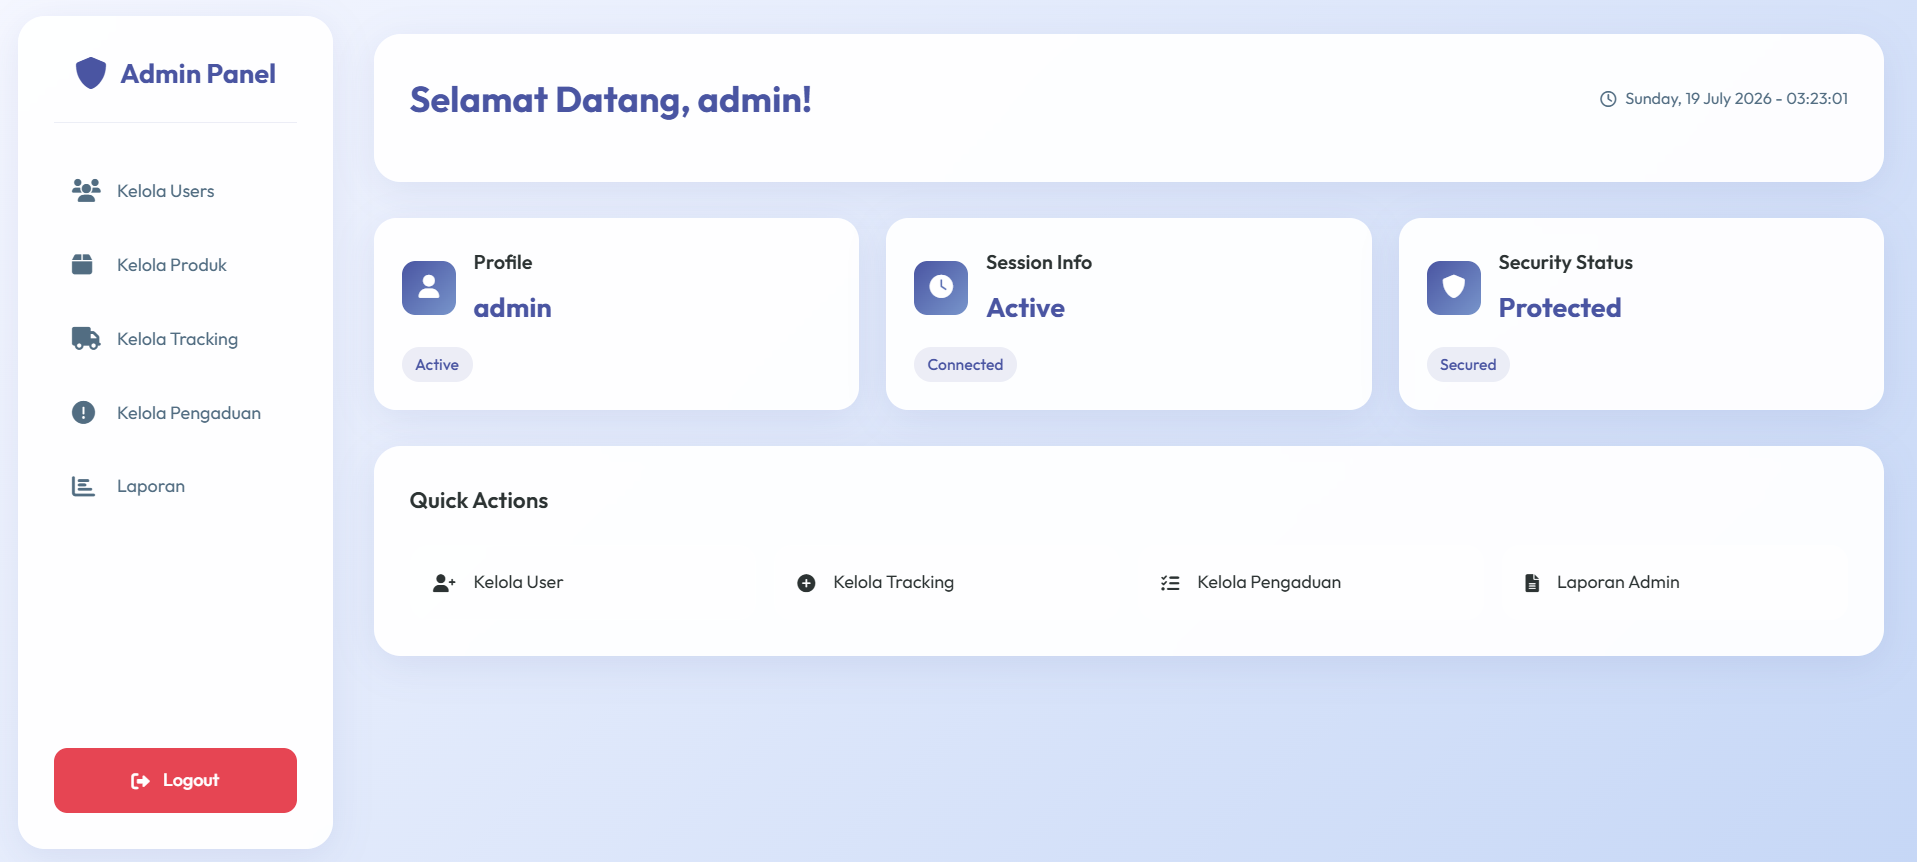 Admin Panel
Kelola Users
Kelola Produk
Kelola Tracking
Kelola Pengaduan
Laporan
Logout
Selamat Datang, admin!
Sunday, 19 July 2026 - 03:23:01
Profile
admin
Active
Session Info
Active
Connected
Security Status
Protected
Secured
Quick Actions
Kelola User
Kelola Tracking
Kelola Pengaduan
Laporan Admin